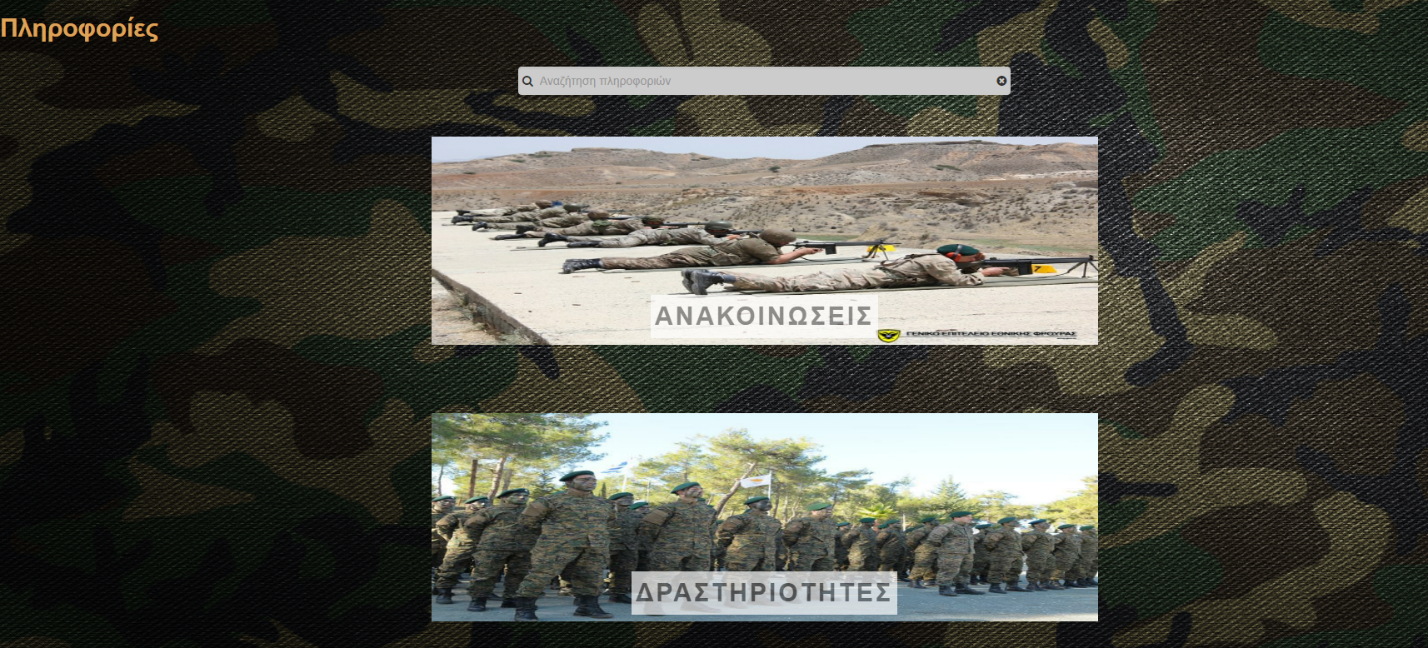 Πληροφορίες
Αναζήτηση πληροφοριών
ΑΝΑΚΟΙΝΩΣΕΙΣ
ΓΕΝΙΚΟ ΕΠΙΤΕΛΕΙΟ ΕΘΝΙΚΗΣ ΦΡΟΥΡΑΣ
ΔΡΑΣΤΗΡΙΟΤΗΤΕΣ